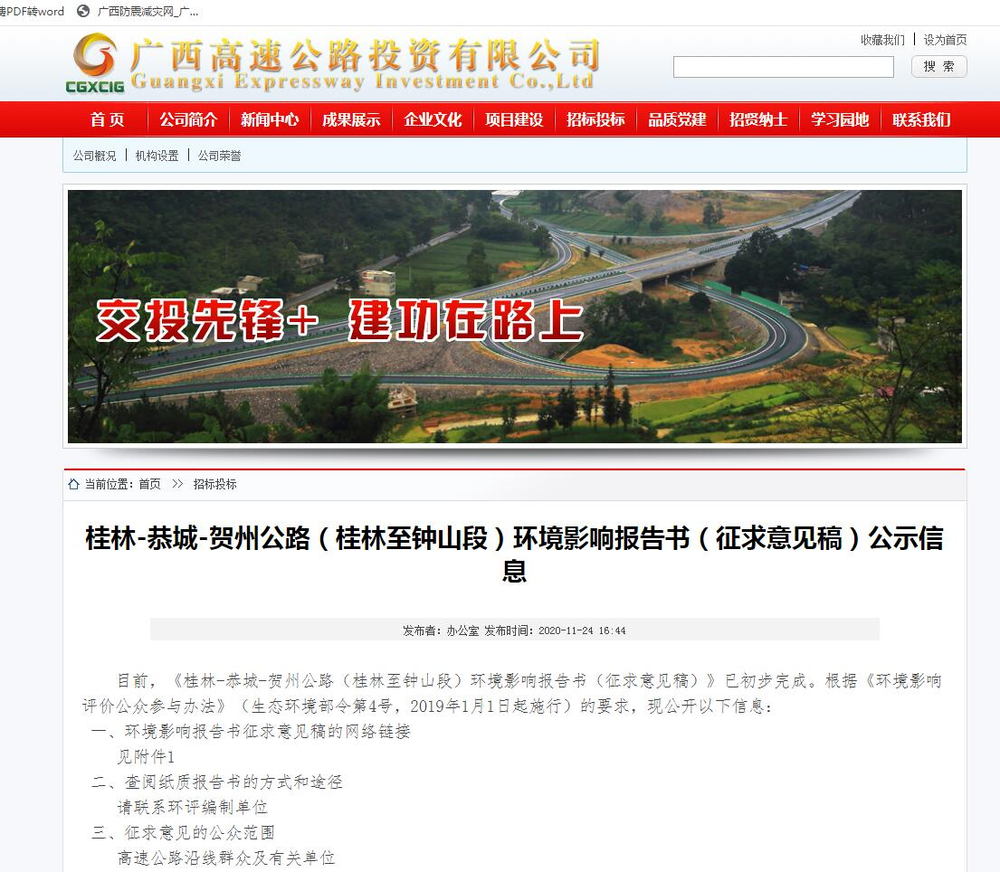 费PDF转word 广西防震减灾网_广...
收藏我们 设为首页
广西高速公路投资有限公司
Guangxi Expressway Investment Co.,Ltd
CGXCIG
搜 索
首 页 公司简介 新闻中心 成果展示 企业文化 项目建设 招标投标 品质党建 招贤纳士 学习园地 联系我们
公司概况 机构设置 公司荣誉
交投先锋+ 建功在路上
当前位置：首页 >> 招标投标
桂林-恭城-贺州公路（桂林至钟山段）环境影响报告书（征求意见稿）公示信
息
发布者：办公室 发布时间：2020-11-24 16:44
目前，《桂林-恭城-贺州公路（桂林至钟山段）环境影响报告书（征求意见稿）》已初步完成。根据《环境影响
评价公众参与办法》（生态环境部令第4号，2019年1月1日起施行）的要求，现公开以下信息：
一、环境影响报告书征求意见稿的网络链接
见附件1
二、查阅纸质报告书的方式和途径
请联系环评编制单位
三、征求意见的公众范围
高速公路沿线群众及有关单位